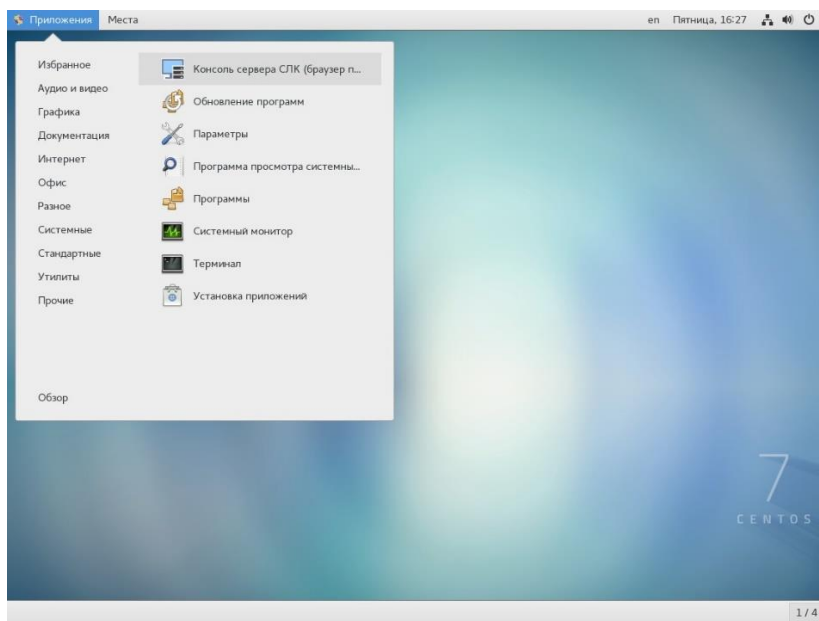 Приложения Места en Пятница, 16:27
Избранное
Аудио и видео
Графика
Документация
Интернет
Офис
Разное
Системные
Стандартные
Утилиты
Прочие
Обзор
Консоль сервера СЛК (браузер п...
Обновление программ
Параметры
Программа просмотра системны...
Программы
Системный монитор
Терминал
Установка приложений
7
CENTOS
1 / 4